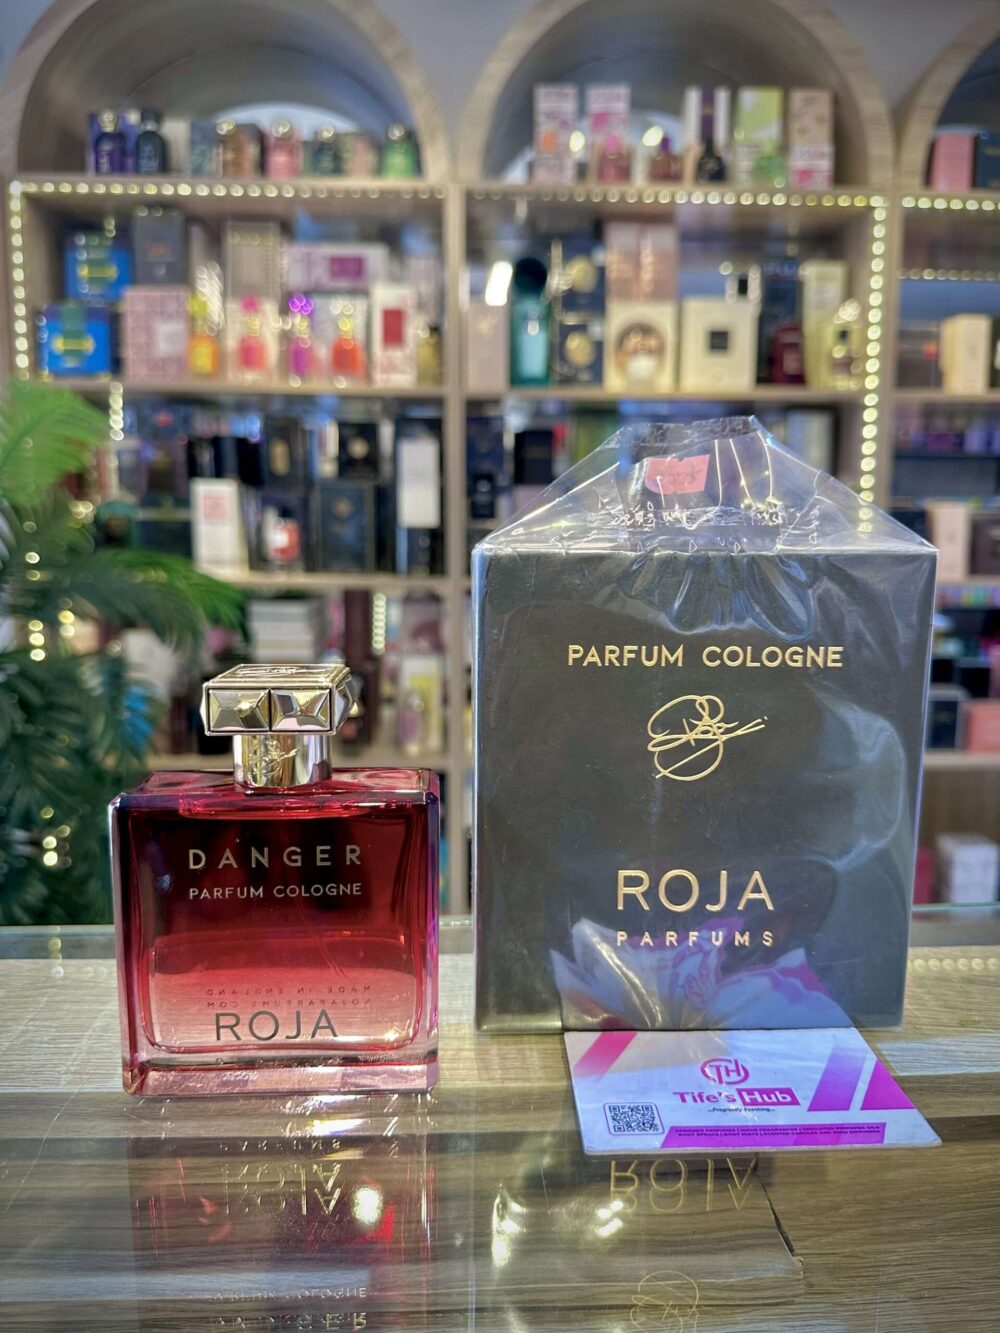 DANGER
PARFUM COLOGNE
MADE IN ENGLAND
ROJAPARFUMS.COM
ROJA
PARFUM COLOGNE
ROJA
PARFUMS
TH
Tife's Hub